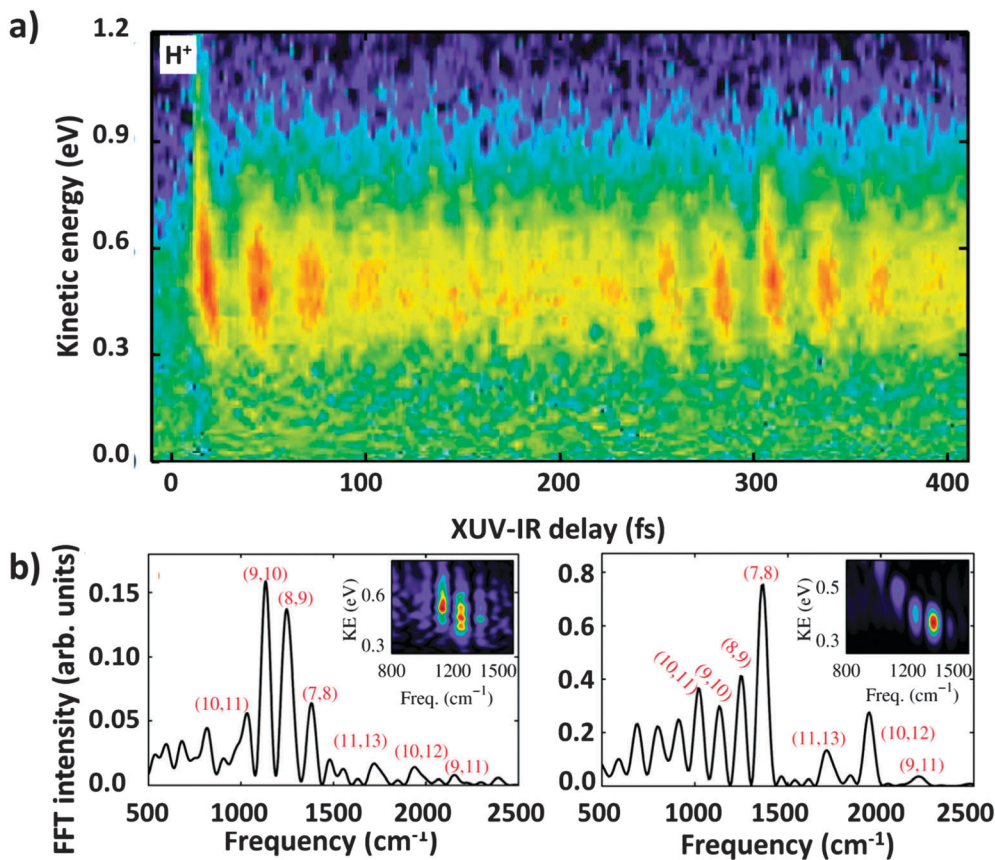 a)
H⁺
Kinetic energy (eV)
1.2
0.9
0.6
0.3
0.0
0 100 200 300 400
XUV-IR delay (fs)
b)
FFT intensity (arb. units)
0.15
0.10
0.05
0.0
(9,10)
(8,9)
(7,8)
(10,11)
(11,13)
(10,12)
(9,11)
KE (eV)
0.6
0.3
800 1200 1500
Freq. (cm⁻¹)
500 1000 1500 2000 2500
Frequency (cm⁻¹)
0.8
0.6
0.4
0.2
0.0
(7,8)
(8,9)
(9,10)
(10,11)
(11,13)
(10,12)
(9,11)
KE (eV)
0.5
0.3
800 1200 1500
Freq. (cm⁻¹)
500 1000 1500 2000 2500
Frequency (cm⁻¹)